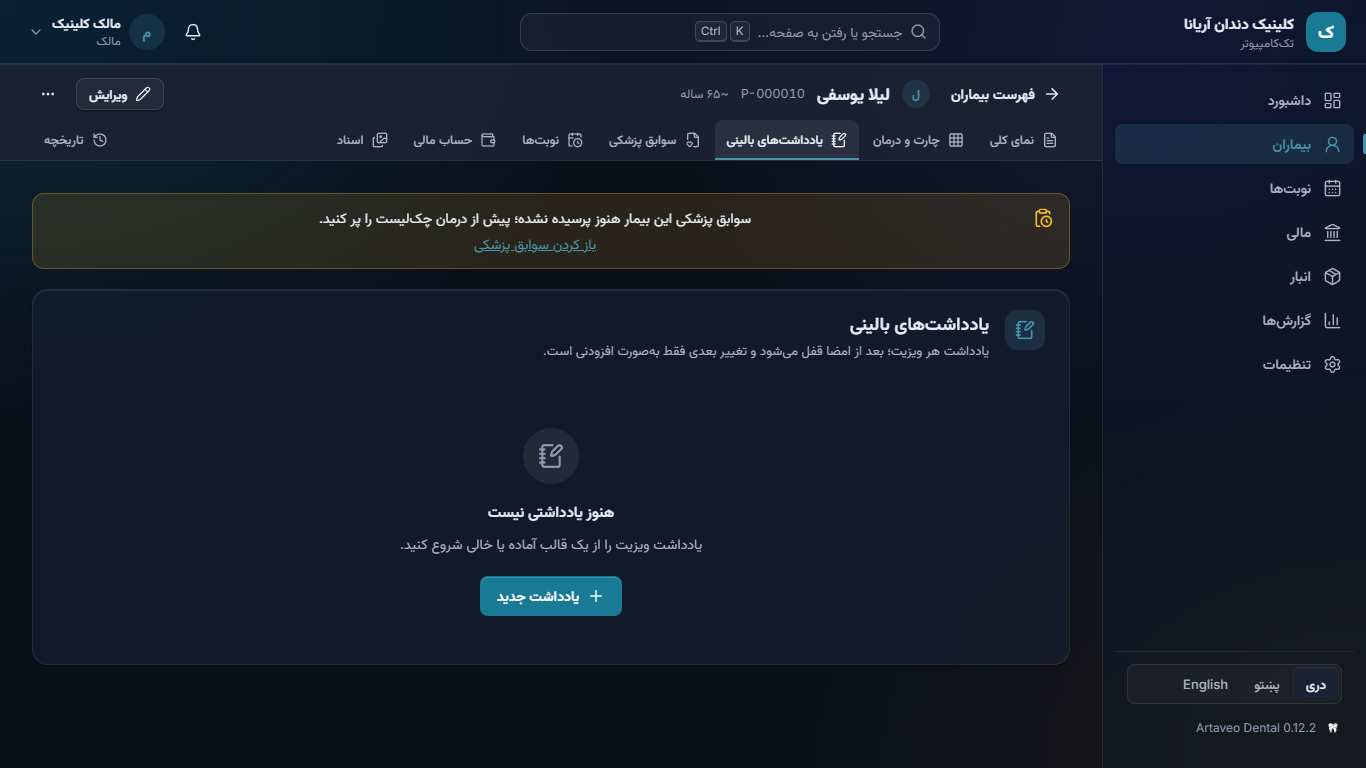 کلینیک دندان آریانا
تک‌کامپیوتر
ک
جستجو یا رفتن به صفحه...
Ctrl K
مالک کلینیک
مالک
م
داشبورد
بیماران
نوبت‌ها
مالی
انبار
گزارش‌ها
تنظیمات
دری
پښتو
English
Artaveo Dental 0.12.2
فهرست بیماران
ل
لیلا یوسفی
P-000010
~۶۵ ساله
ویرایش
نمای کلی
چارت و درمان
یادداشت‌های بالینی
سوابق پزشکی
نوبت‌ها
حساب مالی
اسناد
تاریخچه
سوابق پزشکی این بیمار هنوز پرسیده نشده؛ پیش از درمان چک‌لیست را پر کنید.
باز کردن سوابق پزشکی
یادداشت‌های بالینی
یادداشت هر ویزیت؛ بعد از امضا قفل می‌شود و تغییر بعدی فقط به‌صورت افزودنی است.
هنوز یادداشتی نیست
یادداشت ویزیت را از یک قالب آماده یا خالی شروع کنید.
یادداشت جدید